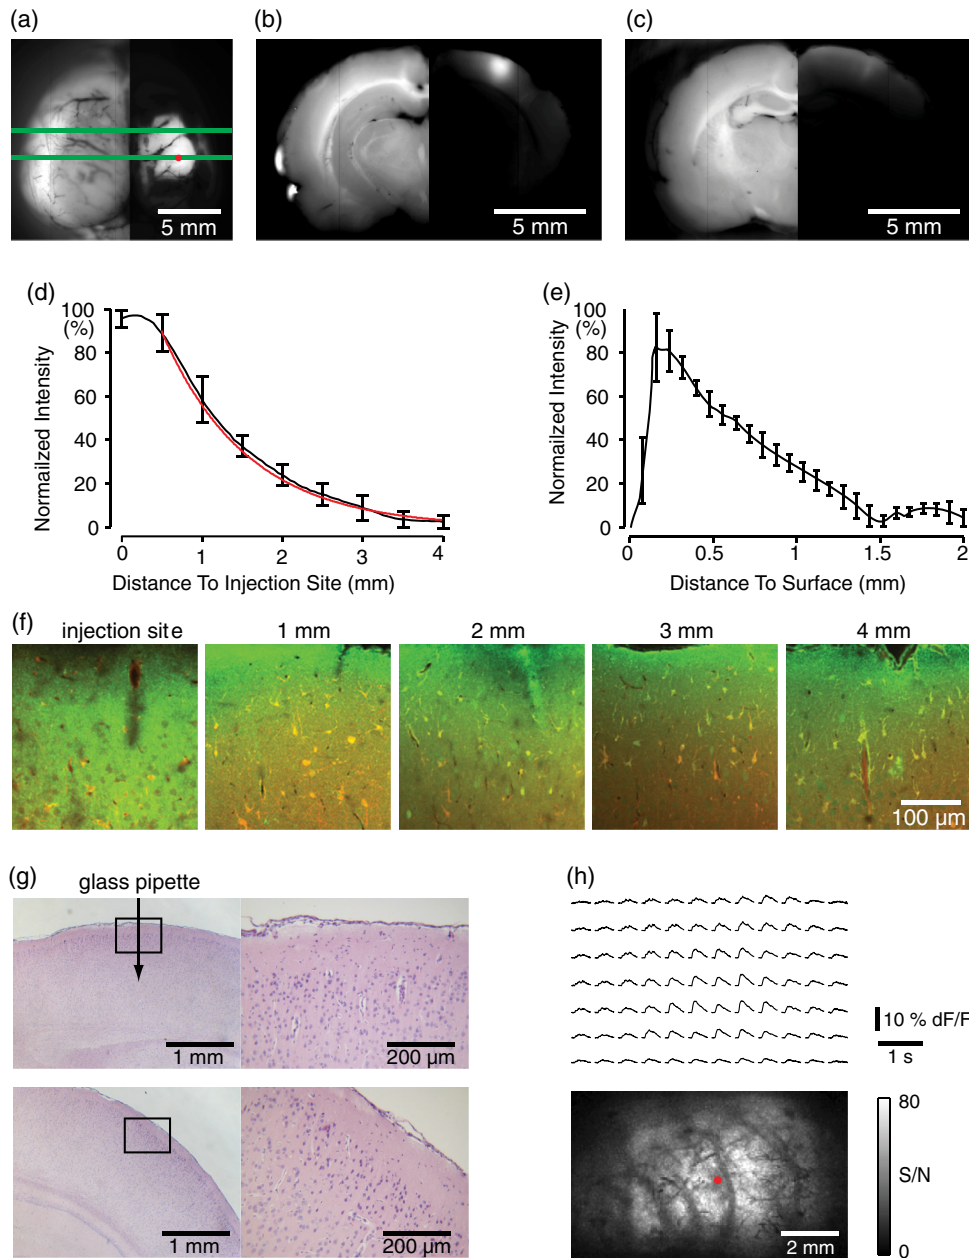 (a)
(b)
(c)
5 mm
5 mm
5 mm
(d)
Normalized Intensity
100
(%)
80
60
40
20
0
0 1 2 3 4
Distance To Injection Site (mm)
(e)
Normailzed Intensity
100
(%)
80
60
40
20
0
0 0.5 1 1.5 2
Distance To Surface (mm)
(f)
injection site 1 mm 2 mm 3 mm 4 mm
100 µm
(g)
glass pipette
1 mm
200 µm
1 mm
200 µm
(h)
10 % dF/F
1 s
80
S/N
0
2 mm